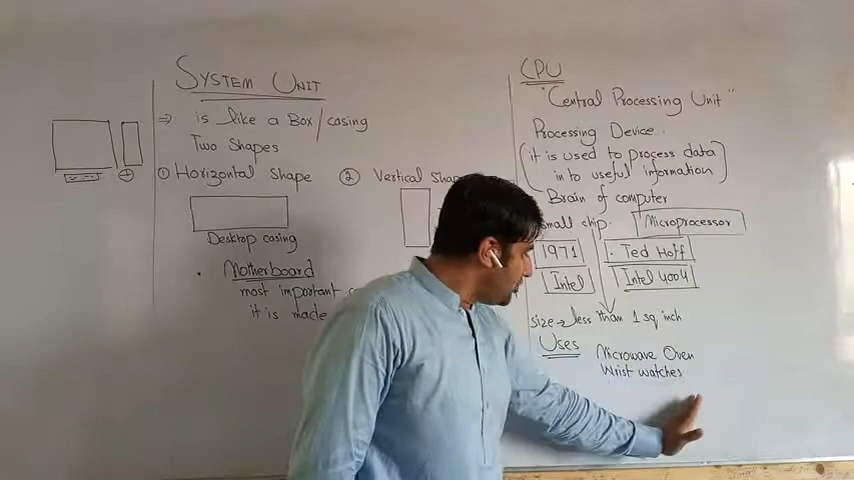 SYSTEM UNIT
⇒ is like a Box/casing
Two Shapes
① Horizontal Shape
② Vertical Shape
Desktop casing
• Motherboard
most important
it is made
CPU
"Central Processing Unit"
Processing Device.
(it is used to process data
in to useful information)
Brain of computer
small chip. Microprocessor
1971 . Ted Hoff
Intel Intel 4004
size → less than 1 sq inch
Uses
Microwave Oven
Wrist watches